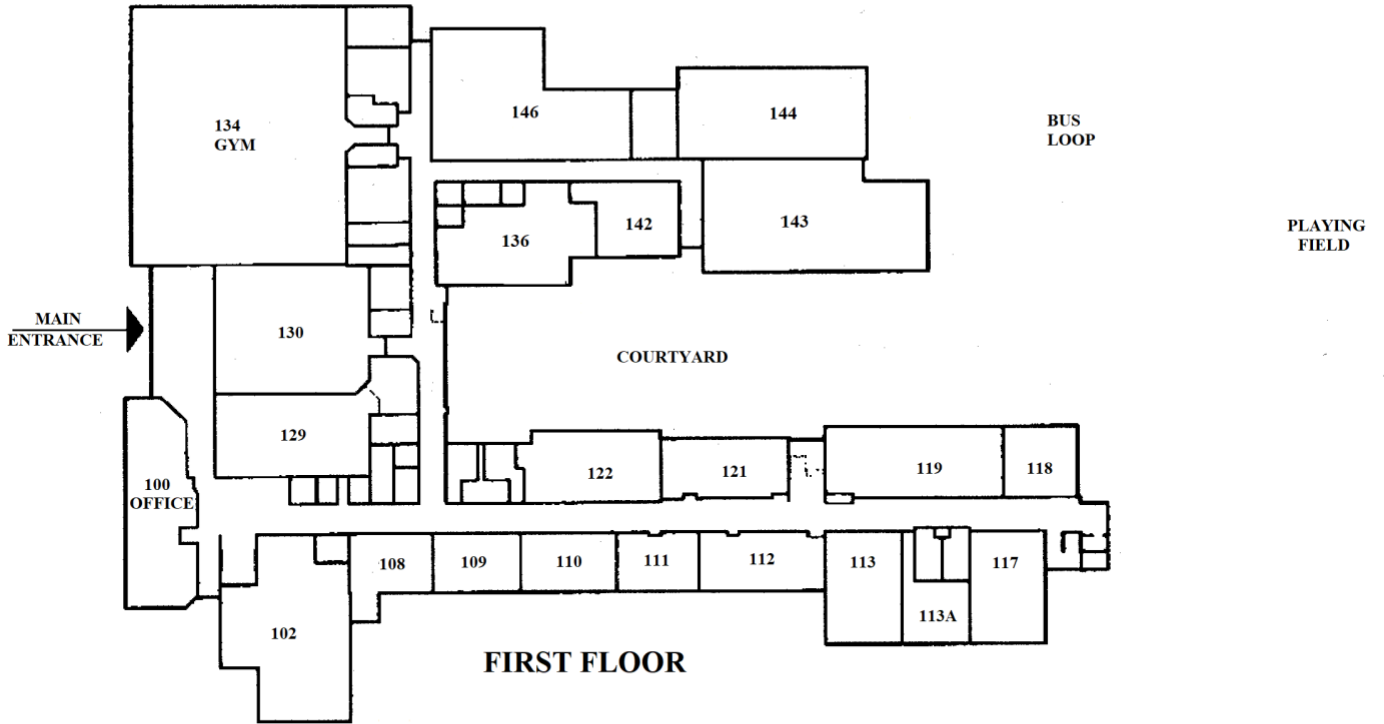 134
GYM
146
144
BUS
LOOP
136
142
143
PLAYING
FIELD
MAIN
ENTRANCE
130
COURTYARD
129
100
OFFICE
122
121
119
118
108
109
110
111
112
113
117
113A
102
FIRST FLOOR